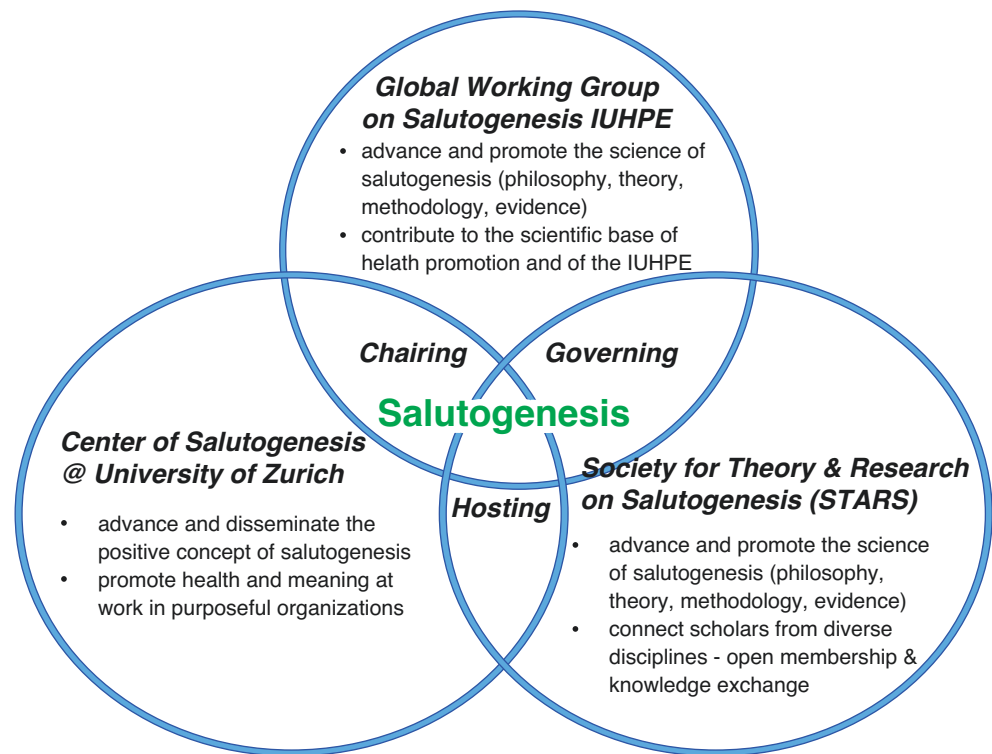 Global Working Group
on Salutogenesis IUHPE
• advance and promote the science of
salutogenesis (philosophy, theory,
methodology, evidence)
• contribute to the scientific base of
helath promotion and of the IUHPE
Chairing
Governing
Salutogenesis
Center of Salutogenesis
@ University of Zurich
• advance and disseminate the
positive concept of salutogenesis
• promote health and meaning at
work in purposeful organizations
Hosting
Society for Theory & Research
on Salutogenesis (STARS)
• advance and promote the science
of salutogenesis (philosophy,
theory, methodology, evidence)
• connect scholars from diverse
disciplines - open membership &
knowledge exchange